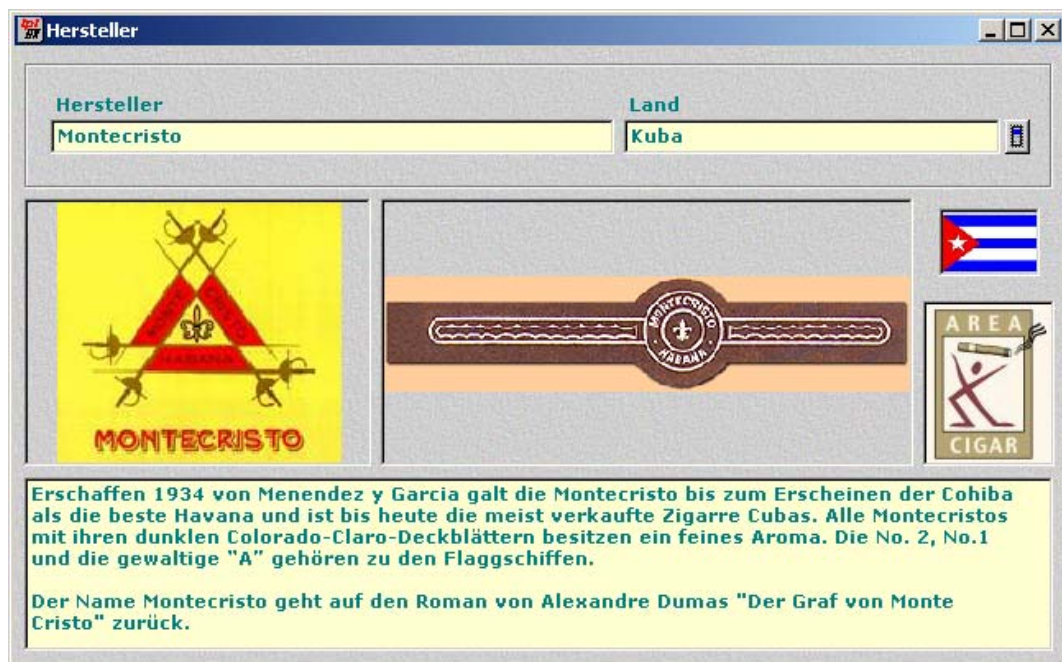 Hersteller
Hersteller
Land
Montecristo
Kuba
MONTE CRISTO
HABANA
MONTECRISTO
MONTECRISTO
· HABANA ·
AREA
CIGAR
Erschaffen 1934 von Menendez y Garcia galt die Montecristo bis zum Erscheinen der Cohiba
als die beste Havana und ist bis heute die meist verkaufte Zigarre Cubas. Alle Montecristos
mit ihren dunklen Colorado-Claro-Deckblättern besitzen ein feines Aroma. Die No. 2, No.1
und die gewaltige “A” gehören zu den Flaggschiffen.
Der Name Montecristo geht auf den Roman von Alexandre Dumas "Der Graf von Monte
Cristo" zurück.